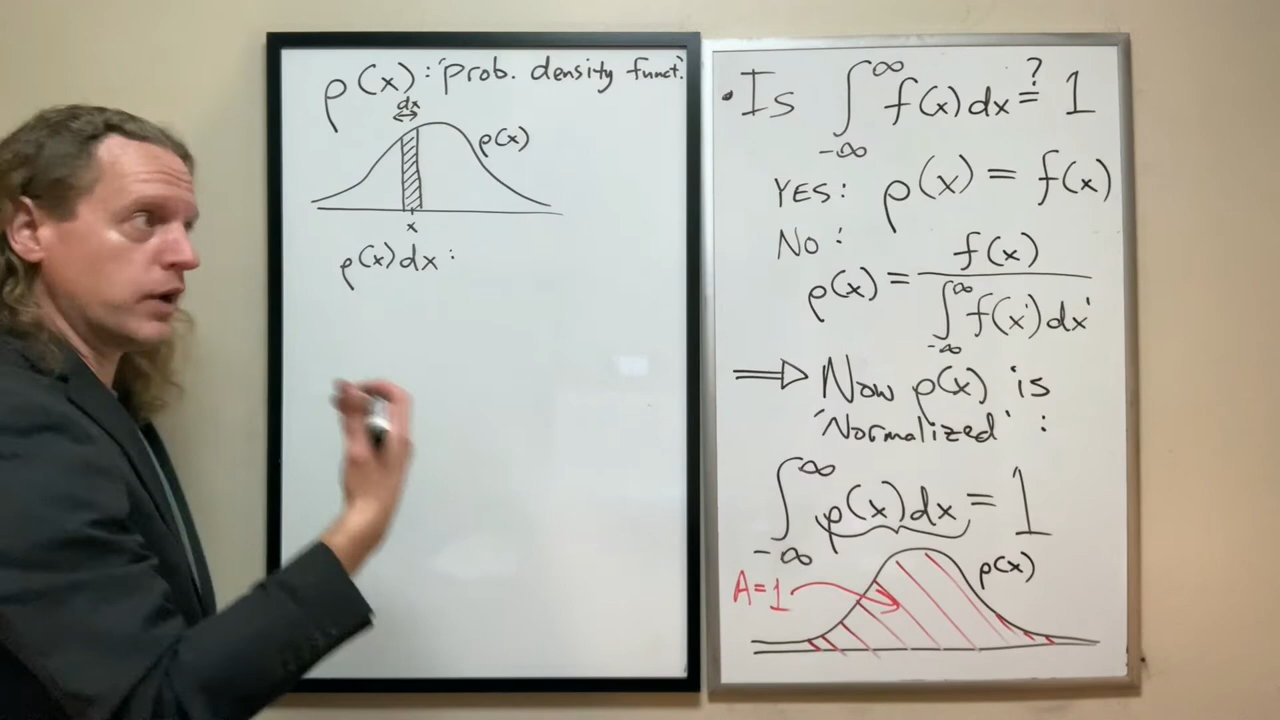 ρ(x): 'prob. density funct.'
dx
ρ(x)
x
ρ(x)dx:
• Is ∫_{-∞}^{∞} f(x)dx ≟ 1
YES: ρ(x) = f(x)
NO: ρ(x) = f(x) / ∫_{-∞}^{∞} f(x')dx'
⟹ Now ρ(x) is
'Normalized' :
∫_{-∞}^{∞} ρ(x)dx = 1
ρ(x)
A=1